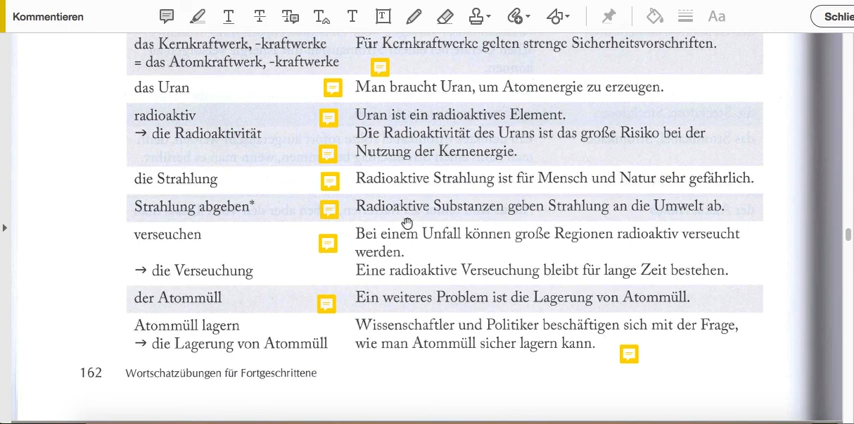 Kommentieren
Aa
Schlie
das Kernkraftwerk, -kraftwerke Für Kernkraftwerke gelten strenge Sicherheitsvorschriften.
= das Atomkraftwerk, -kraftwerke
das Uran Man braucht Uran, um Atomenergie zu erzeugen.
radioaktiv Uran ist ein radioaktives Element.
→ die Radioaktivität Die Radioaktivität des Urans ist das große Risiko bei der
Nutzung der Kernenergie.
die Strahlung Radioaktive Strahlung ist für Mensch und Natur sehr gefährlich.
Strahlung abgeben* Radioaktive Substanzen geben Strahlung an die Umwelt ab.
verseuchen Bei einem Unfall können große Regionen radioaktiv verseucht
werden.
→ die Verseuchung Eine radioaktive Verseuchung bleibt für lange Zeit bestehen.
der Atommüll Ein weiteres Problem ist die Lagerung von Atommüll.
Atommüll lagern Wissenschaftler und Politiker beschäftigen sich mit der Frage,
→ die Lagerung von Atommüll wie man Atommüll sicher lagern kann.
162 Wortschatzübungen für Fortgeschrittene